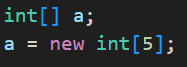 int[] a;
a = new int[5];